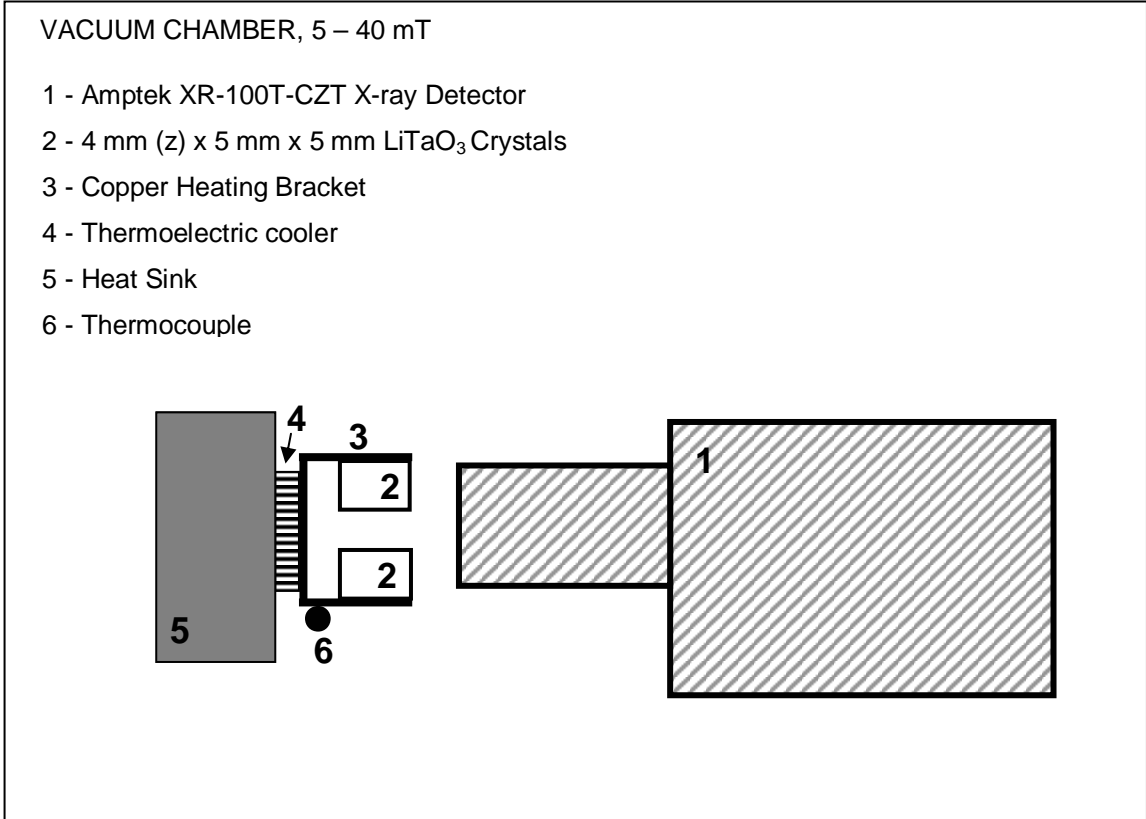 VACUUM CHAMBER, 5 – 40 mT
1 - Amptek XR-100T-CZT X-ray Detector
2 - 4 mm (z) x 5 mm x 5 mm LiTaO₃ Crystals
3 - Copper Heating Bracket
4 - Thermoelectric cooler
5 - Heat Sink
6 - Thermocouple
4
3
1
2
2
5
6